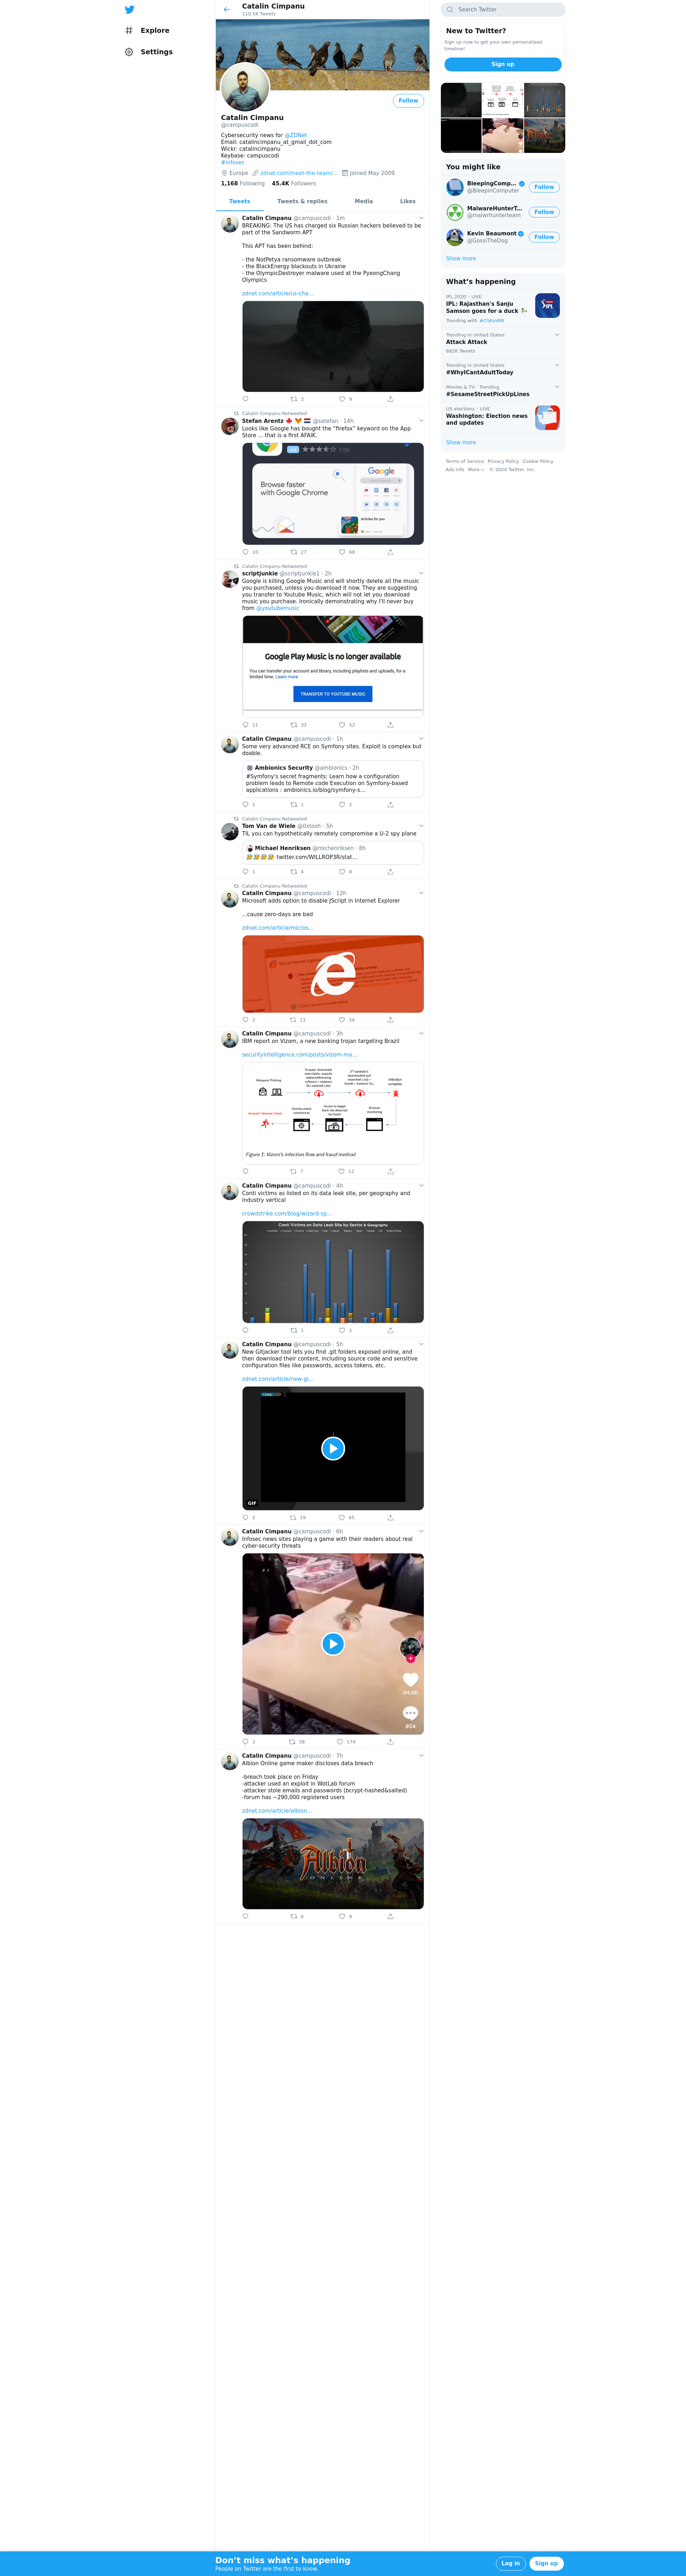 Explore
Settings
Catalin Cimpanu
110.5K Tweets
Follow
Catalin Cimpanu
@campuscodi
Cybersecurity news for @ZDNet
Email: catalincimpanu_at_gmail_dot_com
Wickr: catalincimpanu
Keybase: campuscodi
#infosec
Europe zdnet.com/meet-the-team/... Joined May 2009
1,168 Following 45.4K Followers
Tweets Tweets & replies Media Likes
Catalin Cimpanu @campuscodi · 1m
BREAKING: The US has charged six Russian hackers believed to be
part of the Sandworm APT
This APT has been behind:
- the NotPetya ransomware outbreak
- the BlackEnergy blackouts in Ukraine
- the OlympicDestroyer malware used at the PyeongChang
Olympics
zdnet.com/article/us-cha...
3 9
Catalin Cimpanu Retweeted
Stefan Arentz @satefan · 14h
Looks like Google has bought the "firefox" keyword on the App
Store ... that is a first AFAIK.
Google
Browse faster
with Google Chrome
Articles for you
10 27 68
Catalin Cimpanu Retweeted
scriptjunkie @scriptjunkie1 · 2h
Google is killing Google Music and will shortly delete all the music
you purchased, unless you download it now. They are suggesting
you transfer to Youtube Music, which will not let you download
music you purchase. Ironically demonstrating why I'll never buy
from @youtubemusic
Google Play Music is no longer available
You can transfer your account and library, including playlists and uploads, for a
limited time. Learn more
TRANSFER TO YOUTUBE MUSIC
11 33 52
Catalin Cimpanu @campuscodi · 1h
Some very advanced RCE on Symfony sites. Exploit is complex but
doable.
Ambionics Security @ambionics · 2h
#Symfony's secret fragments: Learn how a configuration
problem leads to Remote code Execution on Symfony-based
applications : ambionics.io/blog/symfony-s...
1 1 2
Catalin Cimpanu Retweeted
Tom Van de Wiele @0xtosh · 5h
TIL you can hypothetically remotely compromise a U-2 spy plane
Michael Henriksen @michenriksen · 8h
😂😂😂😂 twitter.com/WILLROP3R/stat...
1 4 8
Catalin Cimpanu Retweeted
Catalin Cimpanu @campuscodi · 12h
Microsoft adds option to disable JScript in Internet Explorer
...cause zero-days are bad
zdnet.com/article/micros...
2 11 34
Catalin Cimpanu @campuscodi · 3h
IBM report on Vizom, a new banking trojan targeting Brazil
securityintelligence.com/posts/vizom-ma...
Figure 1: Vizom's infection flow and fraud method
7 12
Catalin Cimpanu @campuscodi · 4h
Conti victims as listed on its data leak site, per geography and
industry vertical
crowdstrike.com/blog/wizard-sp...
Conti Victims on Data Leak Site by Sector & Geography
1 2
Catalin Cimpanu @campuscodi · 5h
New Gitjacker tool lets you find .git folders exposed online, and
then download their content, including source code and sensitive
configuration files like passwords, access tokens, etc.
zdnet.com/article/new-gi...
GIF
2 19 65
Catalin Cimpanu @campuscodi · 6h
Infosec news sites playing a game with their readers about real
cyber-security threats
854
2 38 174
Catalin Cimpanu @campuscodi · 7h
Albion Online game maker discloses data breach
-breach took place on Friday
-attacker used an exploit in WotLab forum
-attacker stole emails and passwords (bcrypt-hashed&salted)
-forum has ~290,000 registered users
zdnet.com/article/albion...
Albion
ONLINE
6 9
Search Twitter
New to Twitter?
Sign up now to get your own personalized
timeline!
Sign up
You might like
BleepingComp...
@BleepinComputer
Follow
MalwareHunterT...
@malwrhunterteam
Follow
Kevin Beaumont
@GossiTheDog
Follow
Show more
What's happening
IPL 2020 · LIVE
IPL: Rajasthan's Sanju
Samson goes for a duck
Trending with #CSKvsRR
Trending in United States
Attack Attack
682K Tweets
Trending in United States
#WhyICantAdultToday
Movies & TV · Trending
#SesameStreetPickUpLines
US elections · LIVE
Washington: Election news
and updates
Show more
Terms of Service Privacy Policy Cookie Policy
Ads info More © 2020 Twitter, Inc.
Don't miss what's happening
People on Twitter are the first to know.
Log in Sign up